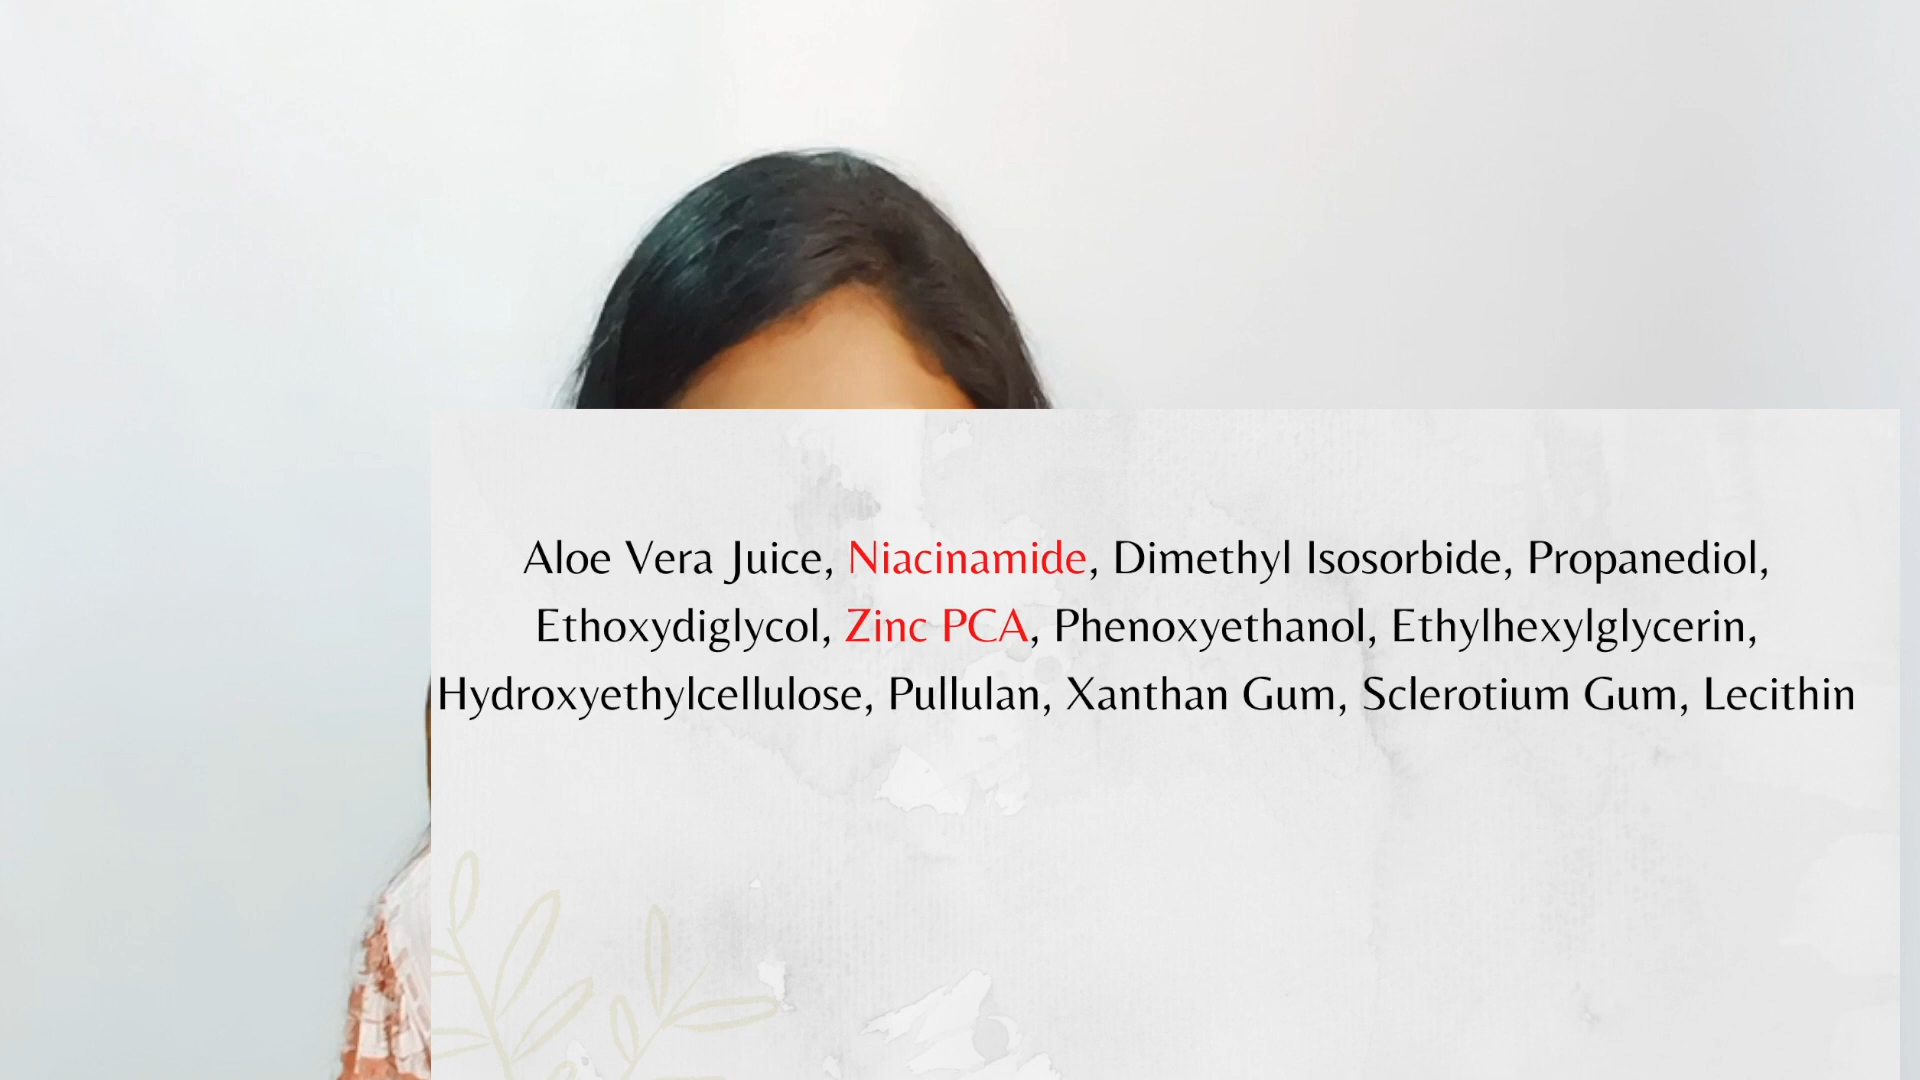 Aloe Vera Juice, Niacinamide, Dimethyl Isosorbide, Propanediol,
Ethoxydiglycol, Zinc PCA, Phenoxyethanol, Ethylhexylglycerin,
Hydroxyethylcellulose, Pullulan, Xanthan Gum, Sclerotium Gum, Lecithin